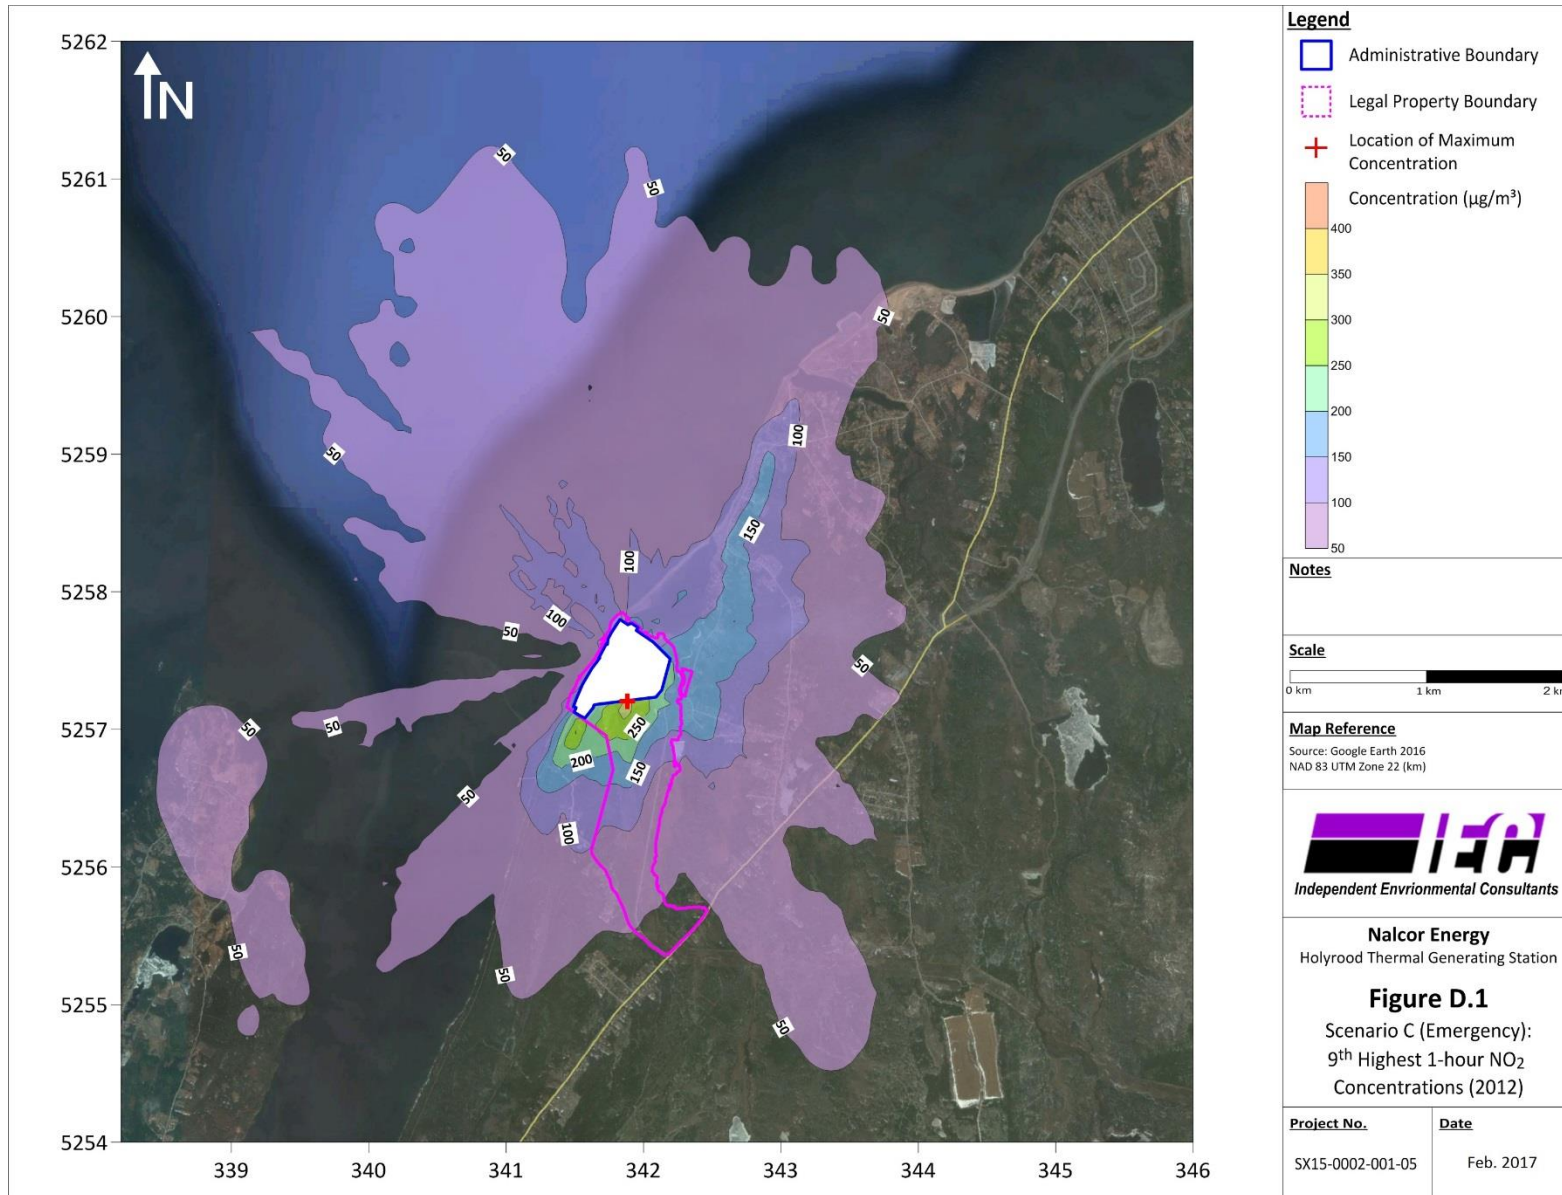 5262
5261
5260
5259
5258
5257
5256
5255
5254
339
340
341
342
343
344
345
346
N
50
50
50
50
100
150
100
100
50
50
50
50
250
200
150
50
100
50
50
50
Legend
Administrative Boundary
Legal Property Boundary
Location of Maximum
Concentration
Concentration (µg/m³)
400
350
300
250
200
150
100
50
Notes
Scale
0 km 1 km 2 km
Map Reference
Source: Google Earth 2016
NAD 83 UTM Zone 22 (km)
IEC
Independent Envrionmental Consultants
Nalcor Energy
Holyrood Thermal Generating Station
Figure D.1
Scenario C (Emergency):
9th Highest 1-hour NO₂
Concentrations (2012)
Project No.
SX15-0002-001-05
Date
Feb. 2017